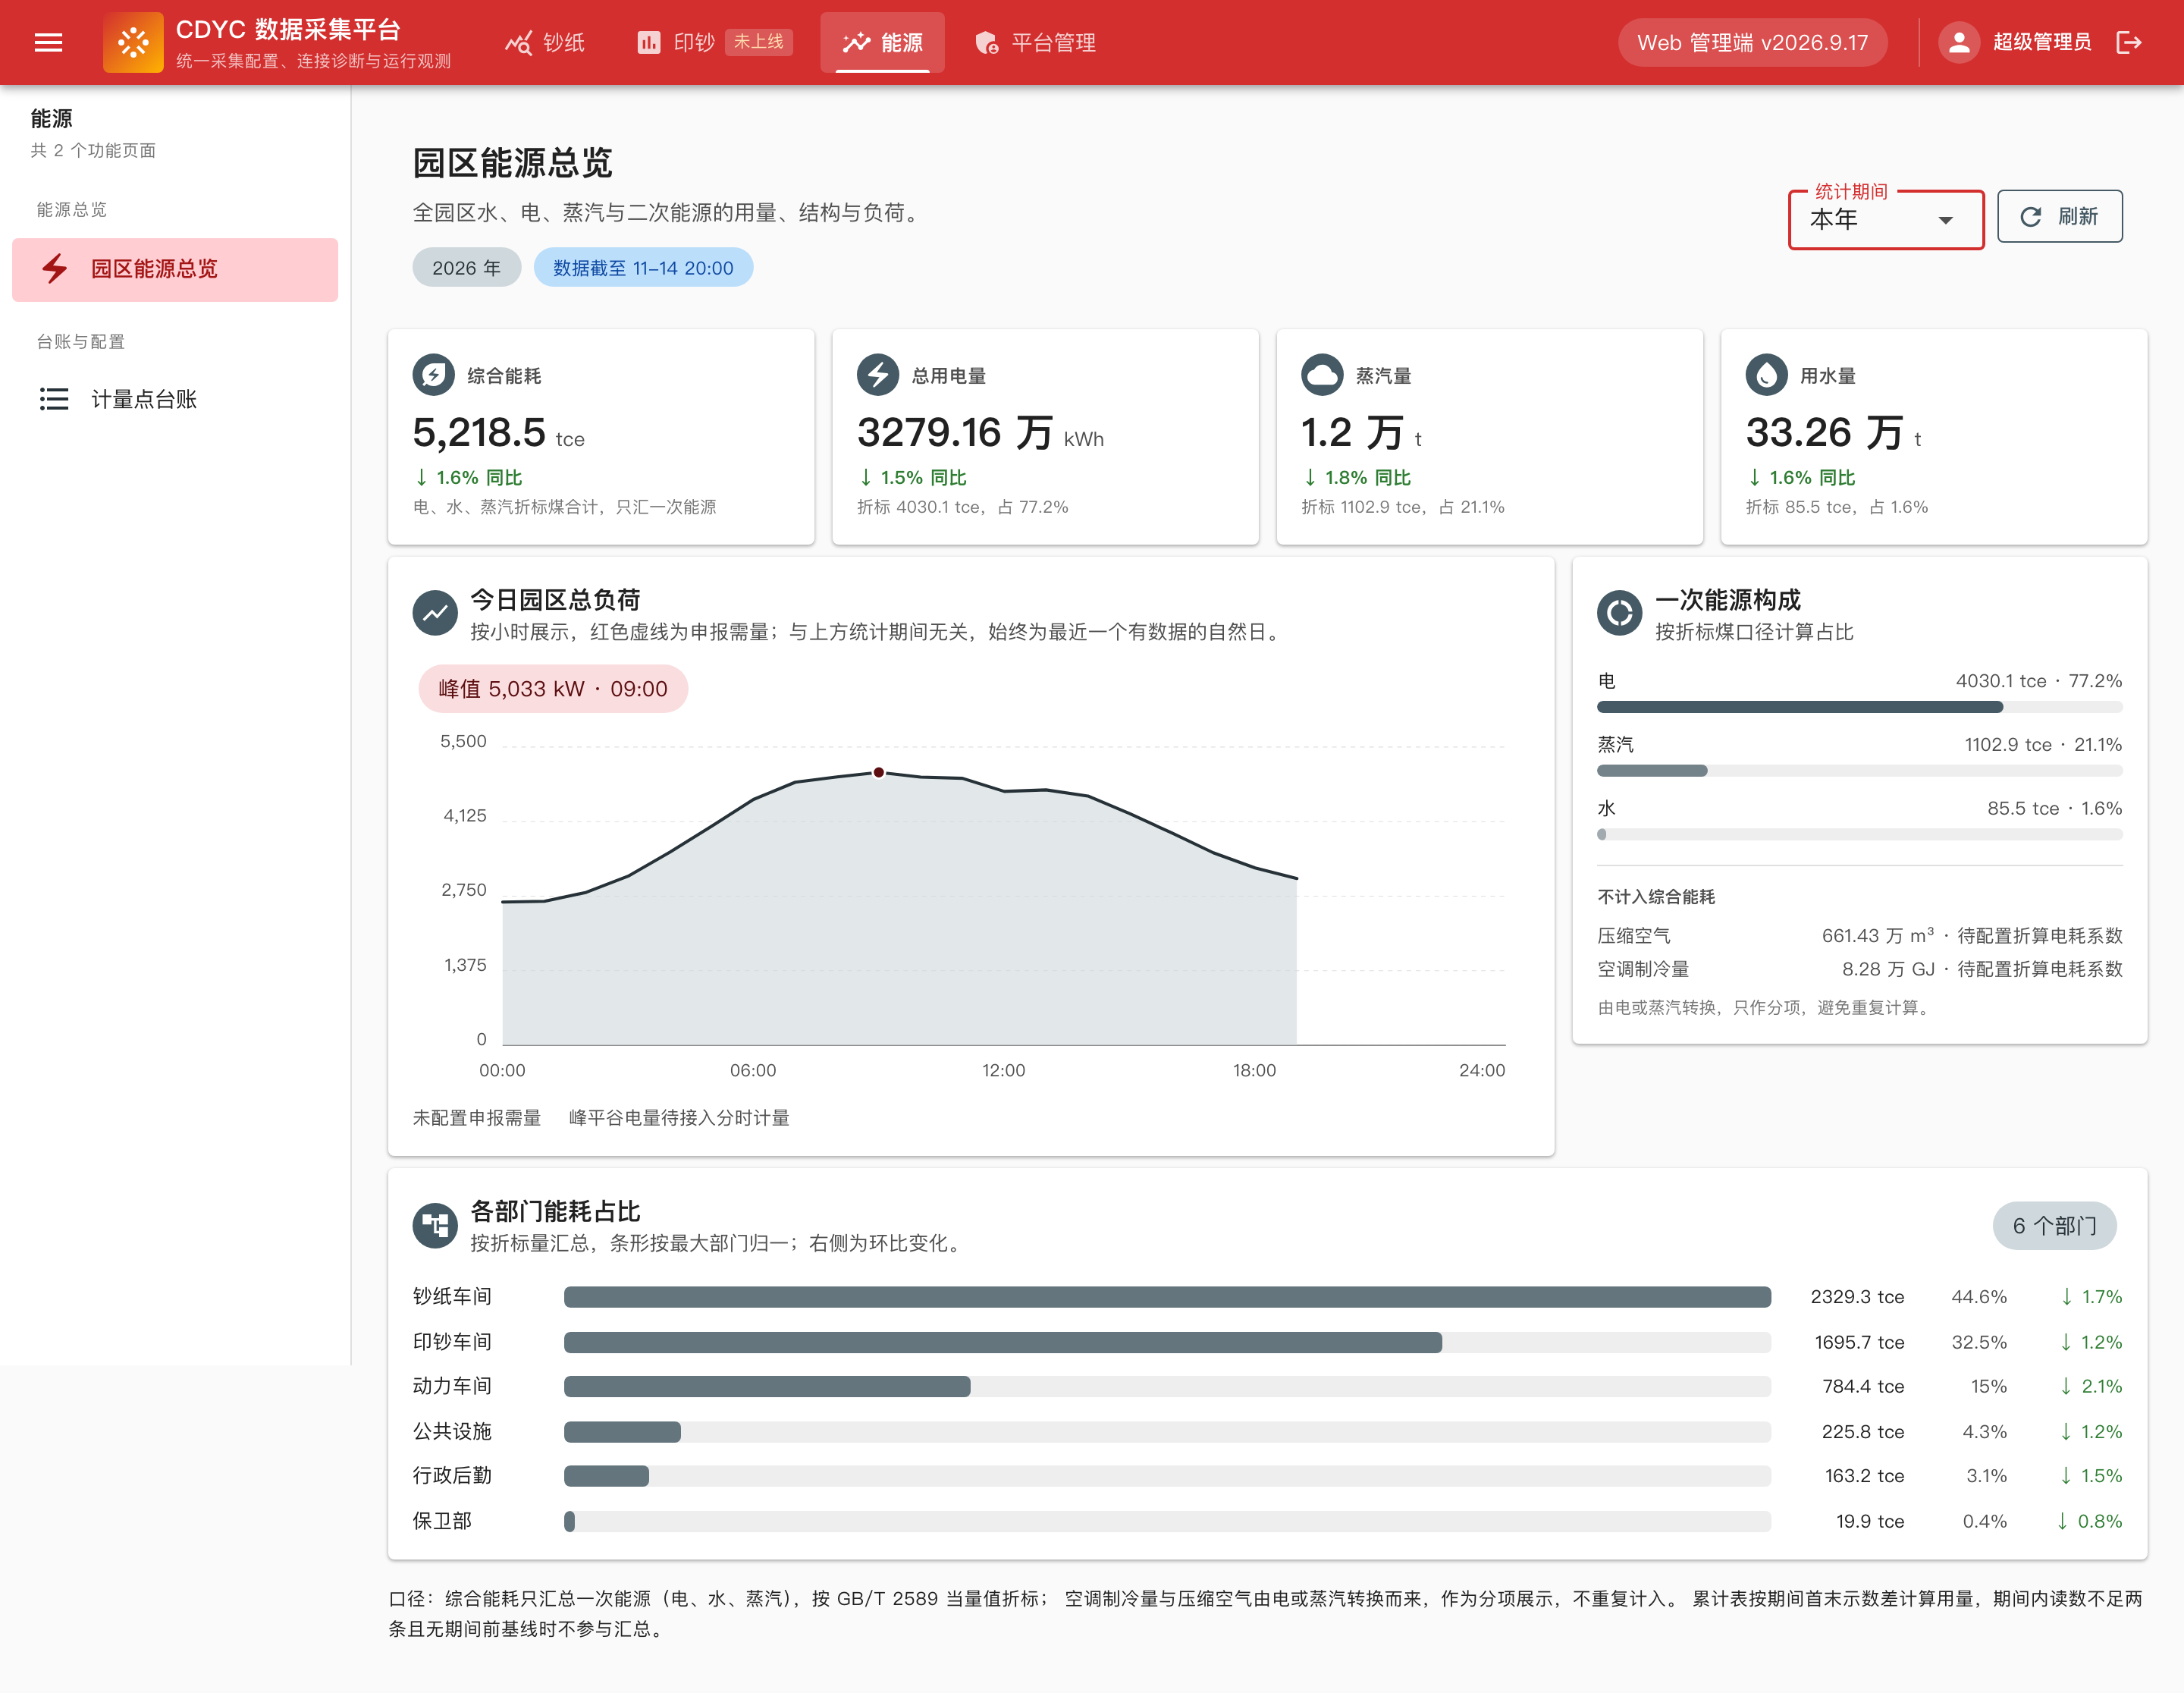 CDYC 数据采集平台
统一采集配置、连接诊断与运行观测
钞纸
印钞 未上线
能源
平台管理
Web 管理端 v2026.9.17
超级管理员
能源
共 2 个功能页面
能源总览
园区能源总览
台账与配置
计量点台账
园区能源总览
全园区水、电、蒸汽与二次能源的用量、结构与负荷。
2026 年
数据截至 11-14 20:00
统计期间
本年
刷新
综合能耗
5,218.5 tce
↓ 1.6% 同比
电、水、蒸汽折标煤合计，只汇一次能源
总用电量
3279.16 万 kWh
↓ 1.5% 同比
折标 4030.1 tce，占 77.2%
蒸汽量
1.2 万 t
↓ 1.8% 同比
折标 1102.9 tce，占 21.1%
用水量
33.26 万 t
↓ 1.6% 同比
折标 85.5 tce，占 1.6%
今日园区总负荷
按小时展示，红色虚线为申报需量；与上方统计期间无关，始终为最近一个有数据的自然日。
峰值 5,033 kW · 09:00
5,500
4,125
2,750
1,375
0
00:00 06:00 12:00 18:00 24:00
未配置申报需量 峰平谷电量待接入分时计量
一次能源构成
按折标煤口径计算占比
电 4030.1 tce · 77.2%
蒸汽 1102.9 tce · 21.1%
水 85.5 tce · 1.6%
不计入综合能耗
压缩空气 661.43 万 m³ · 待配置折算电耗系数
空调制冷量 8.28 万 GJ · 待配置折算电耗系数
由电或蒸汽转换，只作分项，避免重复计算。
各部门能耗占比
按折标量汇总，条形按最大部门归一；右侧为环比变化。
6 个部门
钞纸车间 2329.3 tce 44.6% ↓ 1.7%
印钞车间 1695.7 tce 32.5% ↓ 1.2%
动力车间 784.4 tce 15% ↓ 2.1%
公共设施 225.8 tce 4.3% ↓ 1.2%
行政后勤 163.2 tce 3.1% ↓ 1.5%
保卫部 19.9 tce 0.4% ↓ 0.8%
口径：综合能耗只汇总一次能源（电、水、蒸汽），按 GB/T 2589 当量值折标； 空调制冷量与压缩空气由电或蒸汽转换而来，作为分项展示，不重复计入。 累计表按期间首末示数差计算用量，期间内读数不足两
条且无期间前基线时不参与汇总。